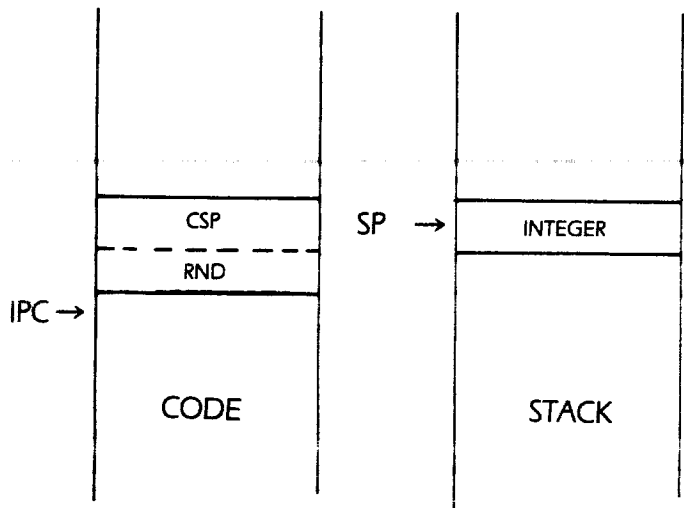 CSP
RND
IPC →
CODE
SP →
INTEGER
STACK